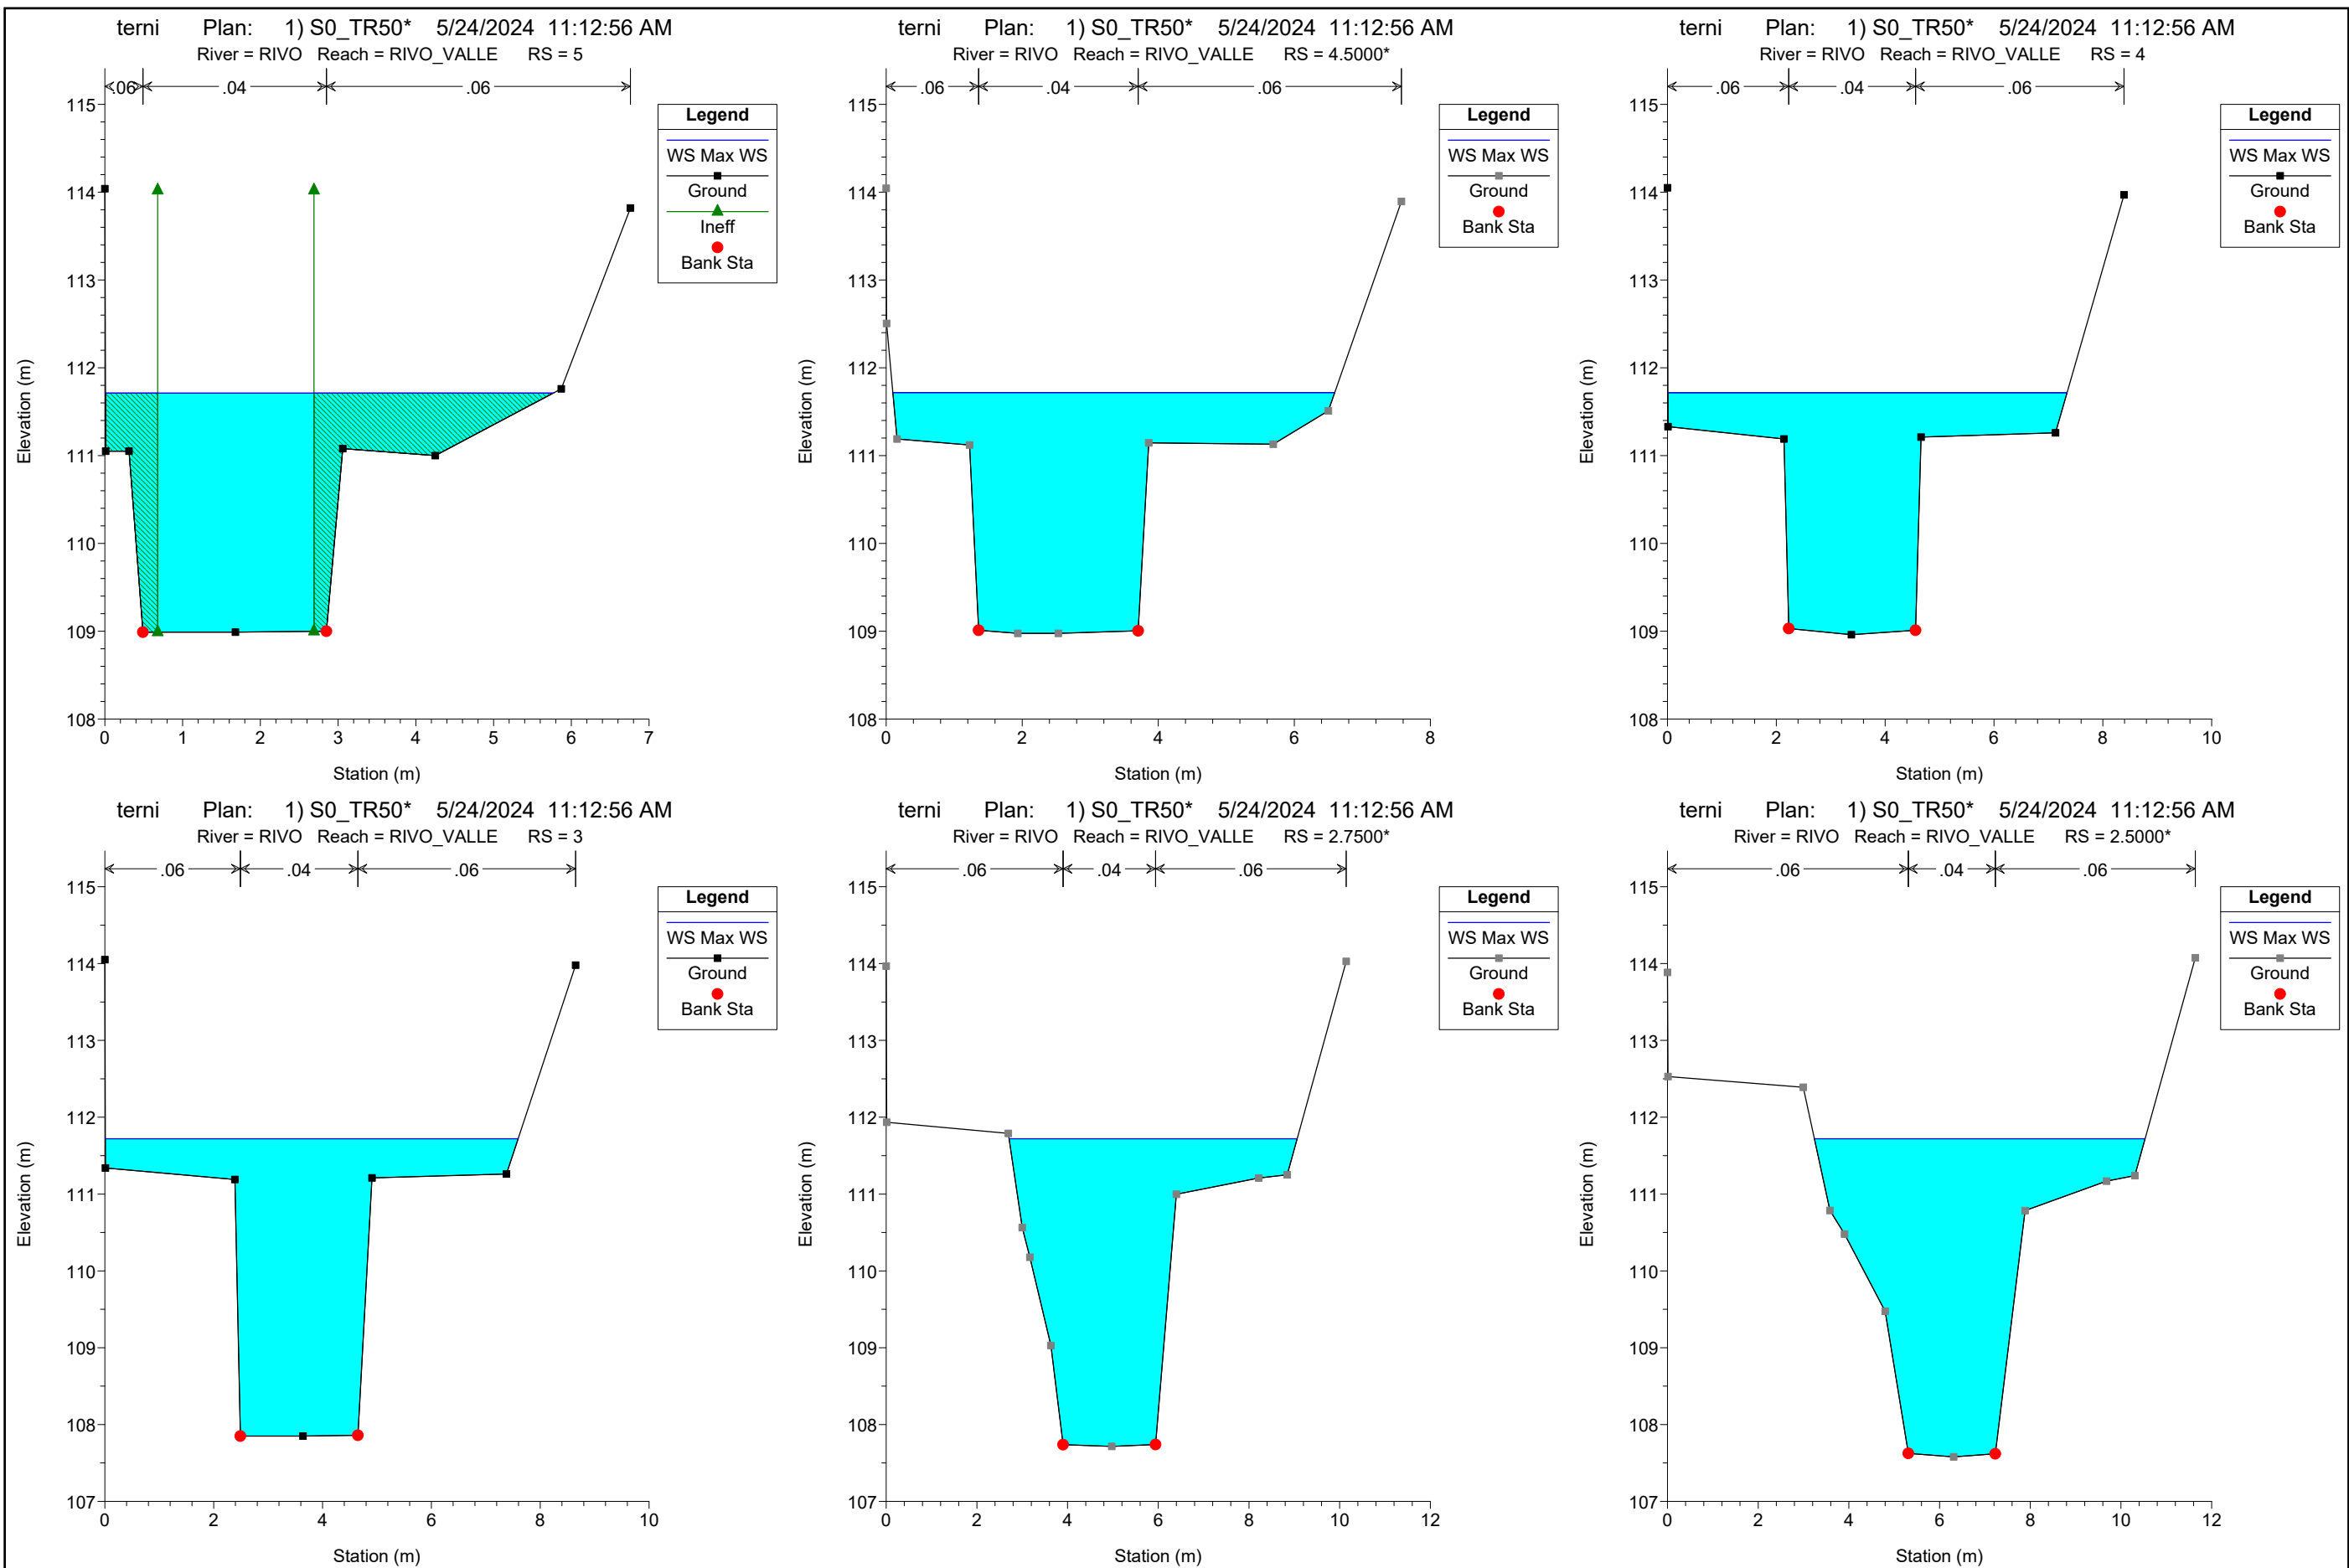 terni Plan: 1) S0_TR50* 5/24/2024 11:12:56 AM
River = RIVO Reach = RIVO_VALLE RS = 5
.06 .04 .06
115
114
113
112
111
110
109
108
0 1 2 3 4 5 6 7
Elevation (m)
Station (m)
Legend
WS Max WS
Ground
Ineff
Bank Sta
terni Plan: 1) S0_TR50* 5/24/2024 11:12:56 AM
River = RIVO Reach = RIVO_VALLE RS = 4.5000*
.06 .04 .06
115
114
113
112
111
110
109
108
0 2 4 6 8
Elevation (m)
Station (m)
Legend
WS Max WS
Ground
Bank Sta
terni Plan: 1) S0_TR50* 5/24/2024 11:12:56 AM
River = RIVO Reach = RIVO_VALLE RS = 4
.06 .04 .06
115
114
113
112
111
110
109
108
0 2 4 6 8 10
Elevation (m)
Station (m)
Legend
WS Max WS
Ground
Bank Sta
terni Plan: 1) S0_TR50* 5/24/2024 11:12:56 AM
River = RIVO Reach = RIVO_VALLE RS = 3
.06 .04 .06
115
114
113
112
111
110
109
108
107
0 2 4 6 8 10
Elevation (m)
Station (m)
Legend
WS Max WS
Ground
Bank Sta
terni Plan: 1) S0_TR50* 5/24/2024 11:12:56 AM
River = RIVO Reach = RIVO_VALLE RS = 2.7500*
.06 .04 .06
115
114
113
112
111
110
109
108
107
0 2 4 6 8 10 12
Elevation (m)
Station (m)
Legend
WS Max WS
Ground
Bank Sta
terni Plan: 1) S0_TR50* 5/24/2024 11:12:56 AM
River = RIVO Reach = RIVO_VALLE RS = 2.5000*
.06 .04 .06
115
114
113
112
111
110
109
108
107
0 2 4 6 8 10 12
Elevation (m)
Station (m)
Legend
WS Max WS
Ground
Bank Sta